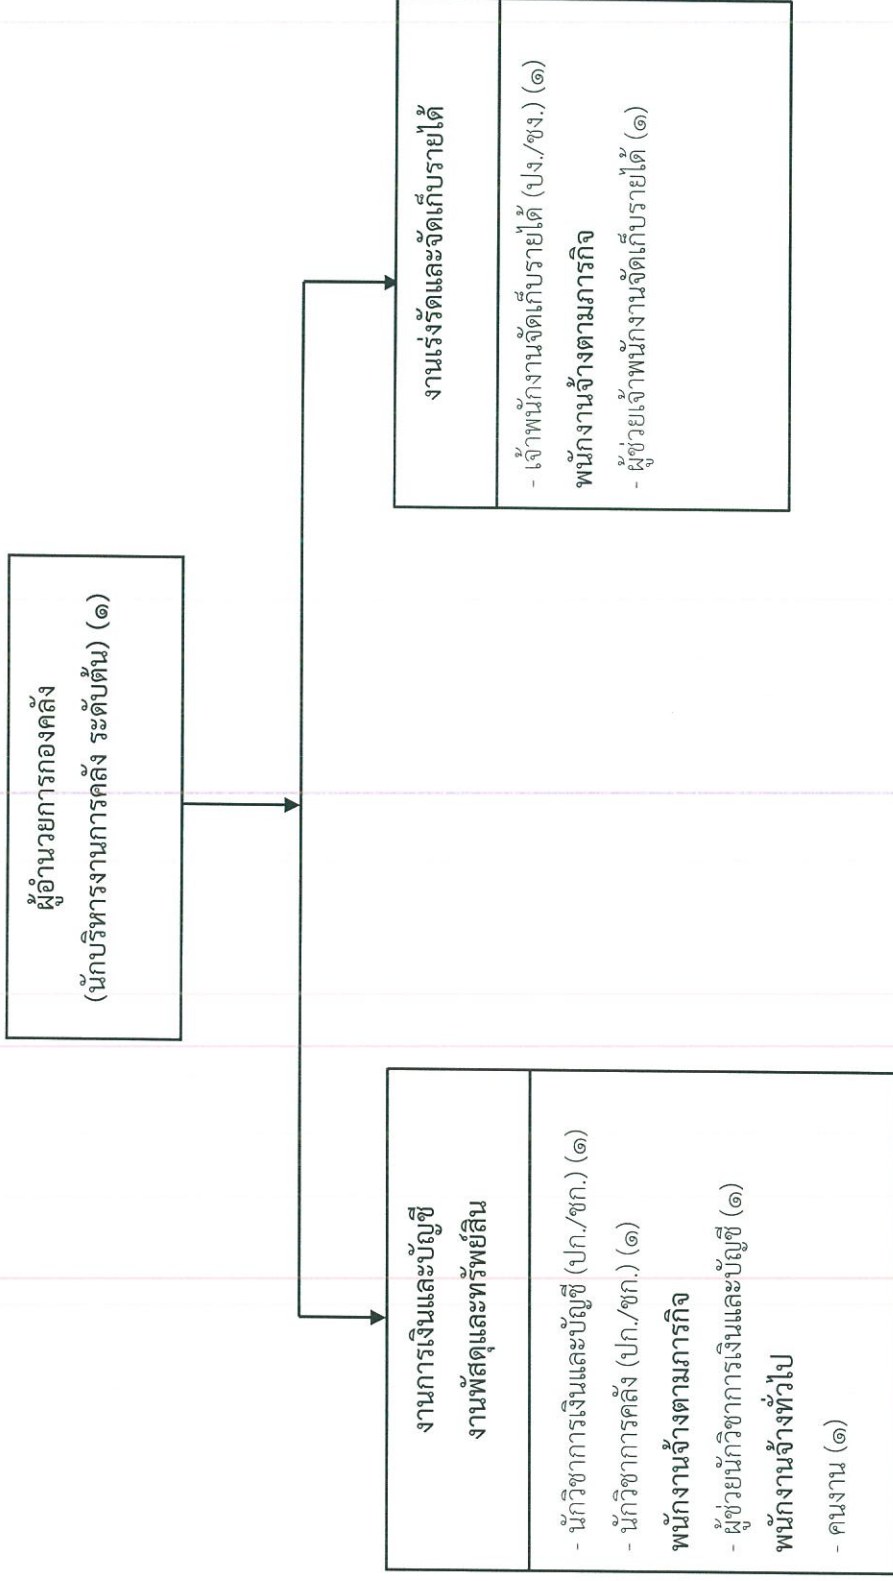 ผู้อำนวยการกองคลัง
(นักบริหารงานการคลัง ระดับต้น) (๑)
งานการเงินและบัญชี
งานพัสดุและทรัพย์สิน
- นักวิชาการเงินและบัญชี (ปก./ชก.) (๑)
- นักวิชาการคลัง (ปก./ชก.) (๑)
พนักงานจ้างตามภารกิจ
- ผู้ช่วยนักวิชาการเงินและบัญชี (๑)
พนักงานจ้างทั่วไป
- คนงาน (๑)
งานเร่งรัดและจัดเก็บรายได้
- เจ้าพนักงานจัดเก็บรายได้ (ปง./ชง.) (๑)
พนักงานจ้างตามภารกิจ
- ผู้ช่วยเจ้าพนักงานจัดเก็บรายได้ (๑)